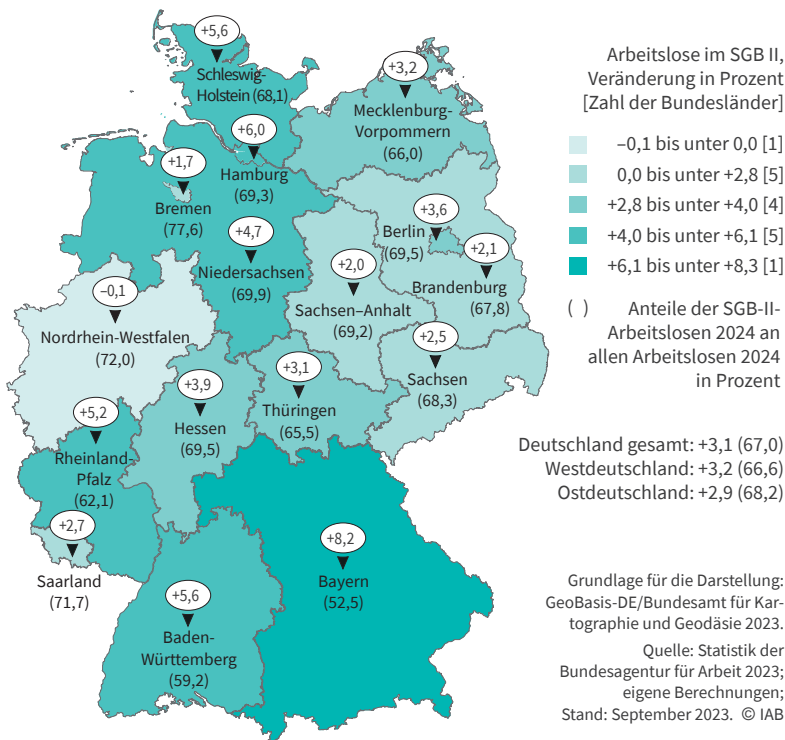 +5,6
Schleswig-
Holstein (68,1)
+3,2
Mecklenburg-
Vorpommern
(66,0)
+6,0
Hamburg
(69,3)
+1,7
Bremen
(77,6)
+3,6
Berlin
(69,5)
+4,7
Niedersachsen
(69,9)
+2,1
Brandenburg
(67,8)
+2,0
Sachsen–Anhalt
(69,2)
–0,1
Nordrhein-Westfalen
(72,0)
+2,5
Sachsen
(68,3)
+3,9
Hessen
(69,5)
+3,1
Thüringen
(65,5)
+5,2
Rheinland-
Pfalz
(62,1)
+2,7
Saarland
(71,7)
+8,2
Bayern
(52,5)
+5,6
Baden-
Württemberg
(59,2)
Arbeitslose im SGB II,
Veränderung in Prozent
[Zahl der Bundesländer]
–0,1 bis unter 0,0 [1]
0,0 bis unter +2,8 [5]
+2,8 bis unter +4,0 [4]
+4,0 bis unter +6,1 [5]
+6,1 bis unter +8,3 [1]
( ) Anteile der SGB-II-
Arbeitslosen 2024 an
allen Arbeitslosen 2024
in Prozent
Deutschland gesamt: +3,1 (67,0)
Westdeutschland: +3,2 (66,6)
Ostdeutschland: +2,9 (68,2)
Grundlage für die Darstellung:
GeoBasis-DE/Bundesamt für Kar-
tographie und Geodäsie 2023.
Quelle: Statistik der
Bundesagentur für Arbeit 2023;
eigene Berechnungen;
Stand: September 2023. © IAB